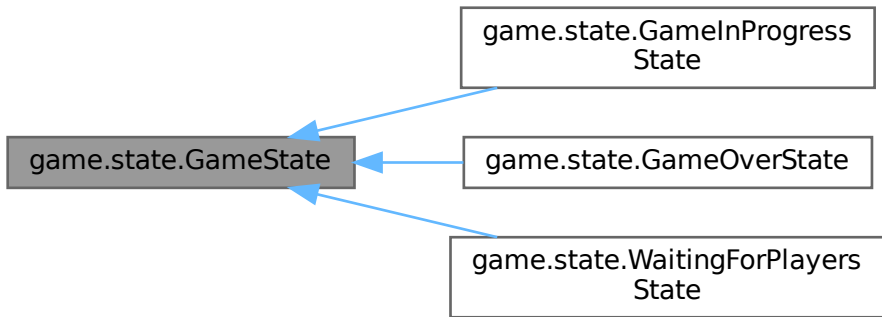 game.state.GameInProgress
State
game.state.GameState
game.state.GameOverState
game.state.WaitingForPlayers
State